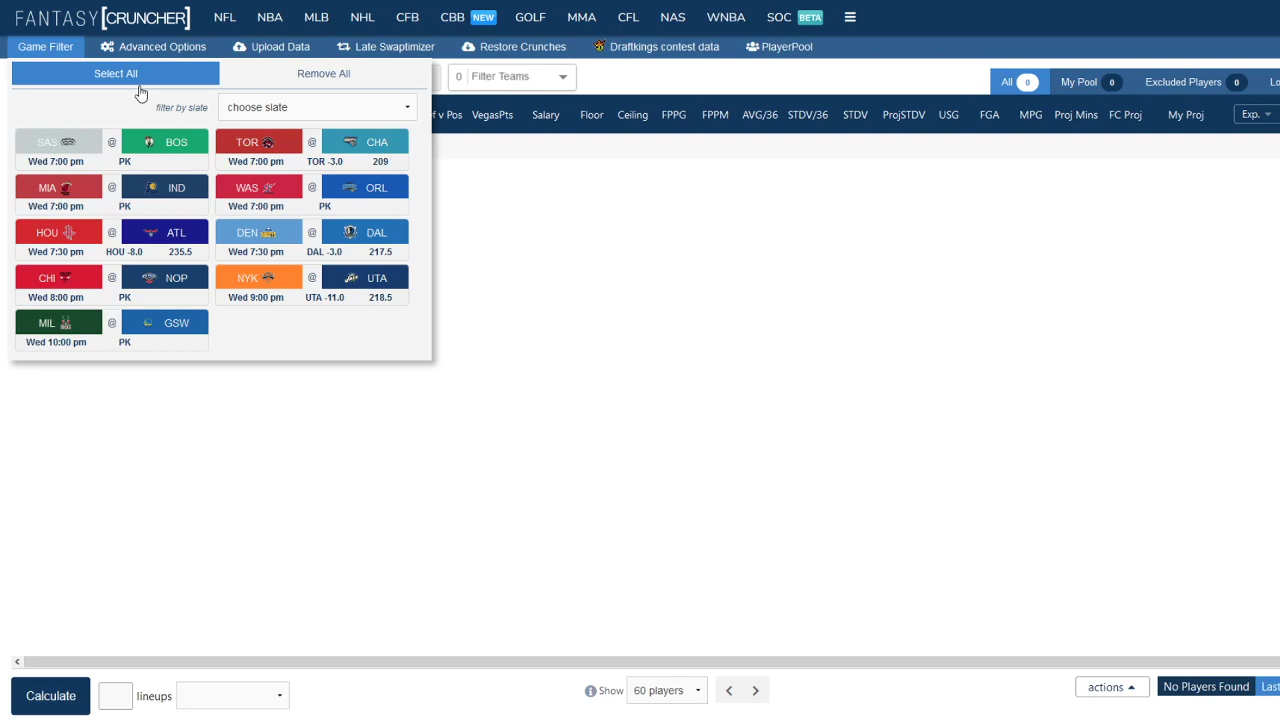 FANTASY[CRUNCHER] NFL NBA MLB NHL CFB CBB NEW GOLF MMA CFL NAS WNBA SOC BETA
Game Filter Advanced Options Upload Data Late Swaptimizer Restore Crunches Draftkings contest data PlayerPool
Select All Remove All
0 Filter Teams
All 0 My Pool 0 Excluded Players 0 Lo
filter by slate choose slate
f v Pos VegasPts Salary Floor Ceiling FPPG FPPM AVG/36 STDV/36 STDV ProjSTDV USG FGA MPG Proj Mins FC Proj My Proj Exp.
SAS @ BOS TOR @ CHA
Wed 7:00 pm PK Wed 7:00 pm TOR -3.0 209
MIA @ IND WAS @ ORL
Wed 7:00 pm PK Wed 7:00 pm PK
HOU @ ATL DEN @ DAL
Wed 7:30 pm HOU -8.0 235.5 Wed 7:30 pm DAL -3.0 217.5
CHI @ NOP NYK @ UTA
Wed 8:00 pm PK Wed 9:00 pm UTA -11.0 218.5
MIL @ GSW
Wed 10:00 pm PK
Calculate lineups Show 60 players actions No Players Found Last